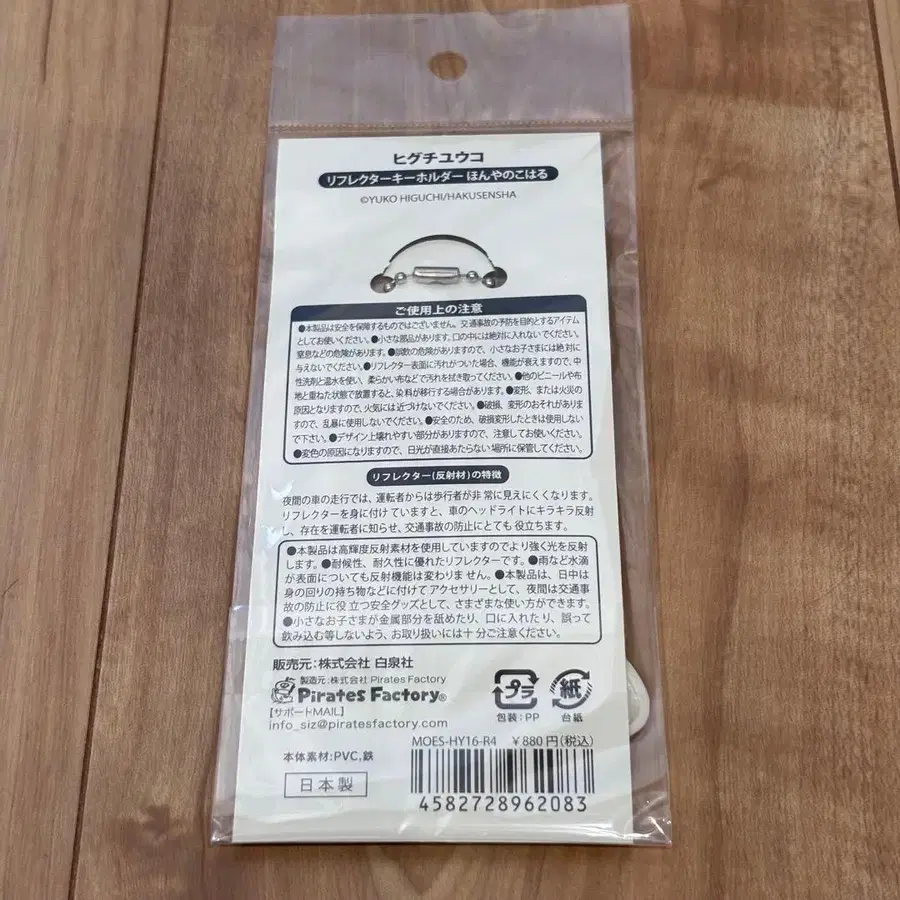 ヒグチユウコ
リフレクターキーホルダー ほんやのこはる
©YUKO HIGUCHI/HAKUSENSHA
ご使用上の注意
●本製品は安全を保障するものではございません。交通事故の予防を目的とするアイテム
としてお使いください。●小さな部品があります。口の中には絶対に入れないでください。
窒息などの危険があります。●誤飲の危険がありますので、小さなお子さまには絶対に
与えないでください。●リフレクター表面に汚れがついた場合、機能が衰えますので、中
性洗剤と温水を使い、柔らかい布などで汚れを拭き取ってください。●他のビニールや布
地と重ねた状態で放置すると、染料が移行する場合があります。●変形、または火災の
原因となりますので、火気には近づけないでください。●破損、変形のおそれがありま
すので、乱暴に使用しないでください。●安全のため、破損変形したときは使用しない
で下さい。●デザイン上壊れやすい部分がありますので、注意してお使いください。
●変色の原因になりますので、日光が直接あたらない場所に保管してください。
リフレクター(反射材)の特徴
夜間の車の走行では、運転者からは歩行者が非常に見えにくくなります。
リフレクターを身に付けていますと、車のヘッドライトにキラキラ反射
し、存在を運転者に知らせ、交通事故の防止にとても役立ちます。
●本製品は高輝度反射素材を使用していますのでより強く光を反射
します。●耐候性、耐久性に優れたリフレクターです。●雨など水滴
が表面についても反射機能は変わりません。●本製品は、日中は
身の回りの持ち物などに付けてアクセサリーとして、夜間は交通事
故の防止に役立つ安全グッズとして、さまざまな使い方ができます。
●小さなお子さまが金属部分を舐めたり、口に入れたり、誤って
飲み込む等しないよう、お取り扱いには十分ご注意ください。
販売元:株式会社 白泉社
製造元:株式会社 Pirates Factory
Pirates Factory®
【サポートMAIL】
info_siz@piratesfactory.com
プラ
包装:PP
紙
台紙
MOES-HY16-R4 ¥880円(税込)
本体素材:PVC,鉄
日本製
4582728962083